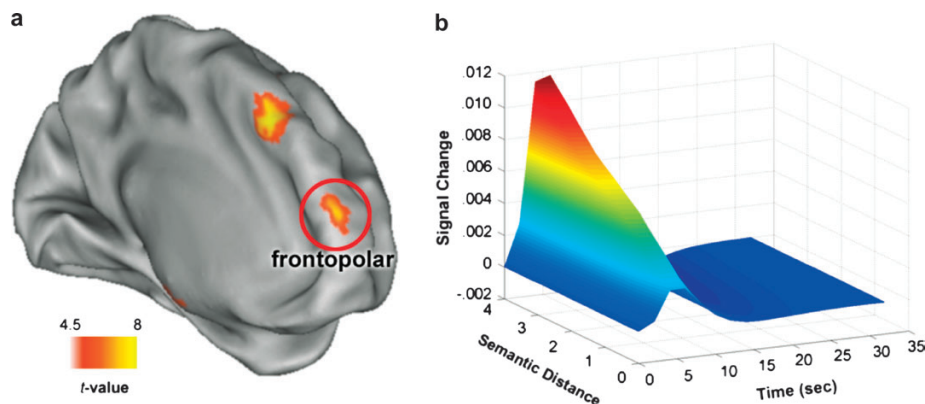 a
frontopolar
4.5 8
t-value
b
.012
0.010
.008
.006
.004
.002
0
-.002
Signal Change
4
3
2
1
0
Semantic Distance
0 5 10 15 20 25 30 35
Time (sec)